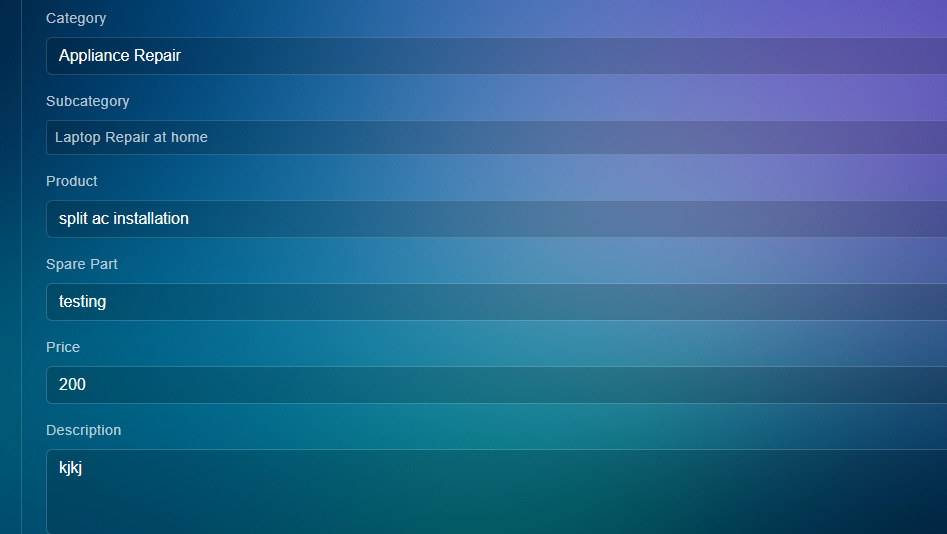 Category
Appliance Repair
Subcategory
Laptop Repair at home
Product
split ac installation
Spare Part
testing
Price
200
Description
kjkj